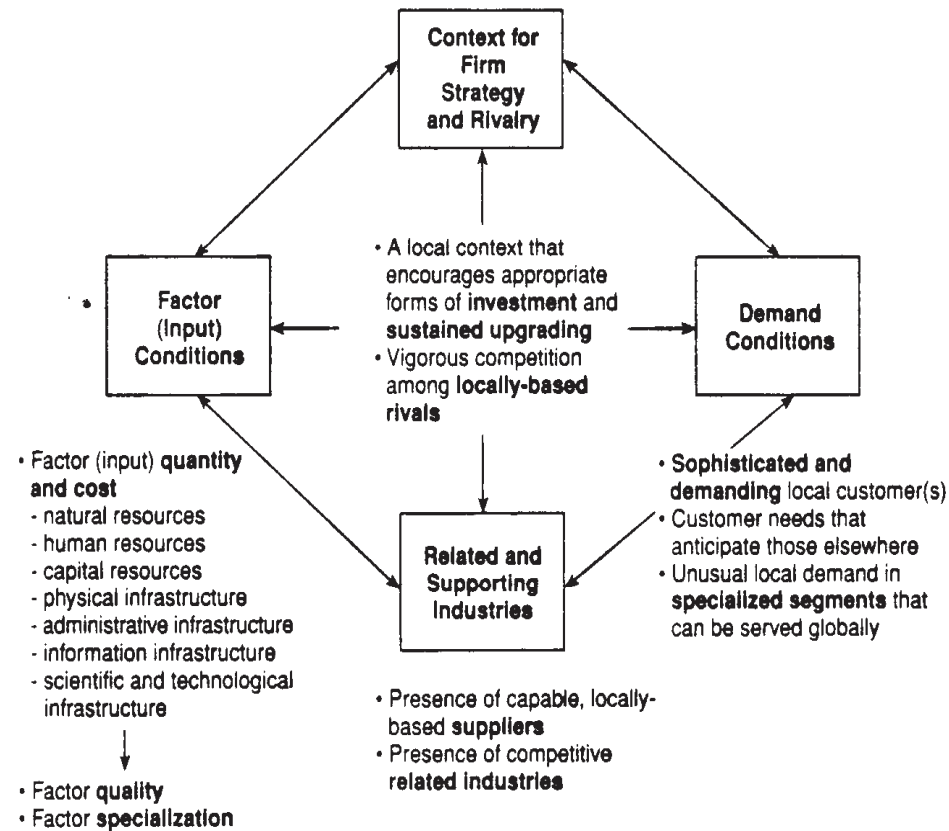 Context for
Firm
Strategy
and Rivalry
• A local context that
encourages appropriate
forms of investment and
sustained upgrading
• Vigorous competition
among locally-based
rivals
Factor
(Input)
Conditions
Demand
Conditions
• Factor (input) quantity
and cost
- natural resources
- human resources
- capital resources
- physical infrastructure
- administrative infrastructure
- information infrastructure
- scientific and technological
infrastructure
• Factor quality
• Factor specialization
Related and
Supporting
Industries
• Presence of capable, locally-
based suppliers
• Presence of competitive
related industries
• Sophisticated and
demanding local customer(s)
• Customer needs that
anticipate those elsewhere
• Unusual local demand in
specialized segments that
can be served globally